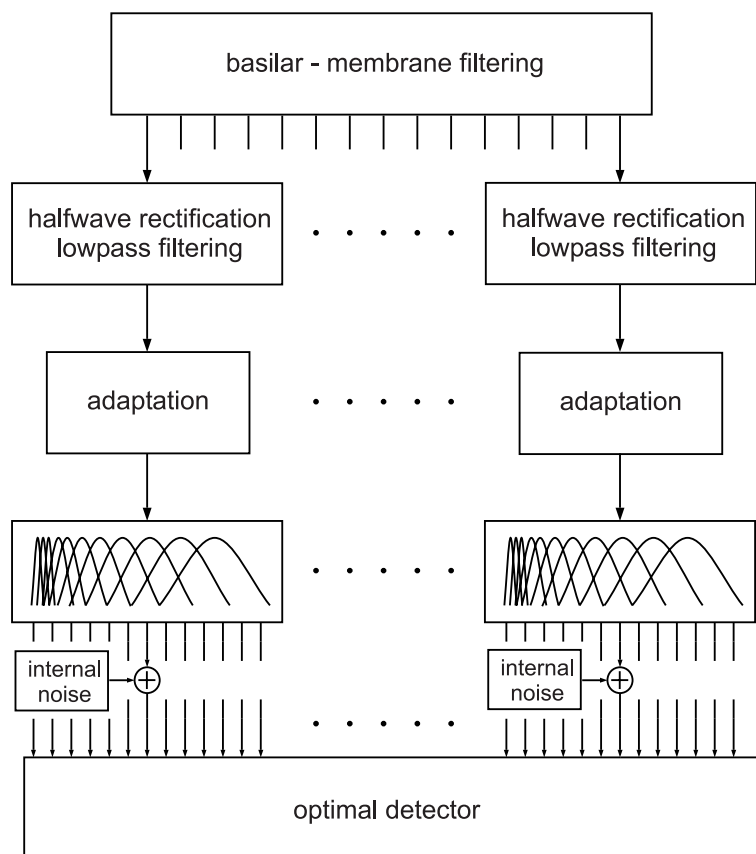 basilar - membrane filtering
halfwave rectification
lowpass filtering
halfwave rectification
lowpass filtering
adaptation
adaptation
internal
noise
internal
noise
optimal detector